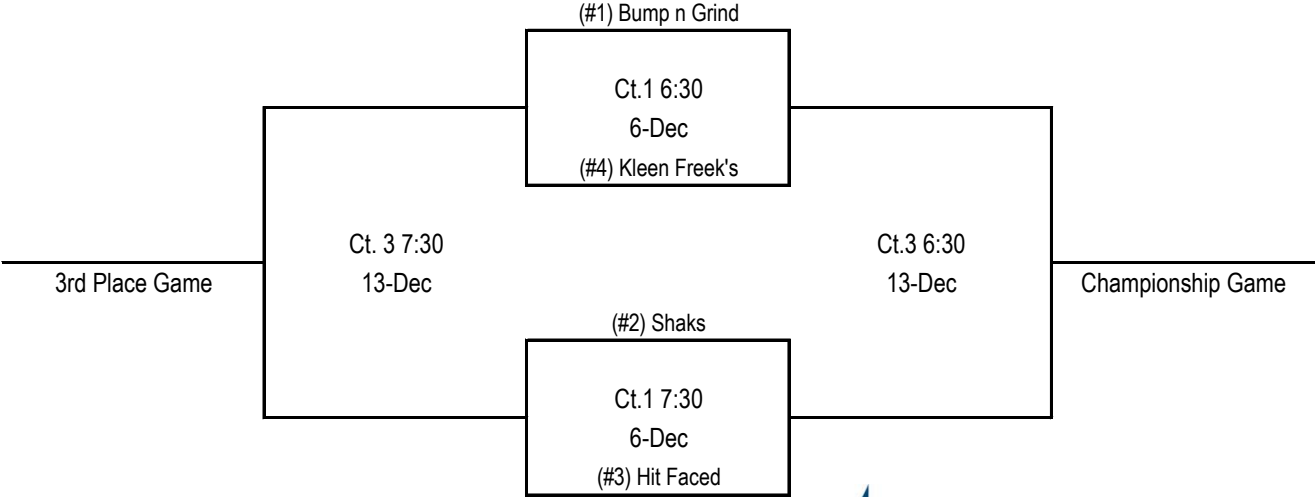 (#1) Bump n Grind
Ct.1 6:30
6-Dec
(#4) Kleen Freek's
Ct. 3 7:30
13-Dec
Ct.3 6:30
13-Dec
3rd Place Game
Championship Game
(#2) Shaks
Ct.1 7:30
6-Dec
(#3) Hit Faced